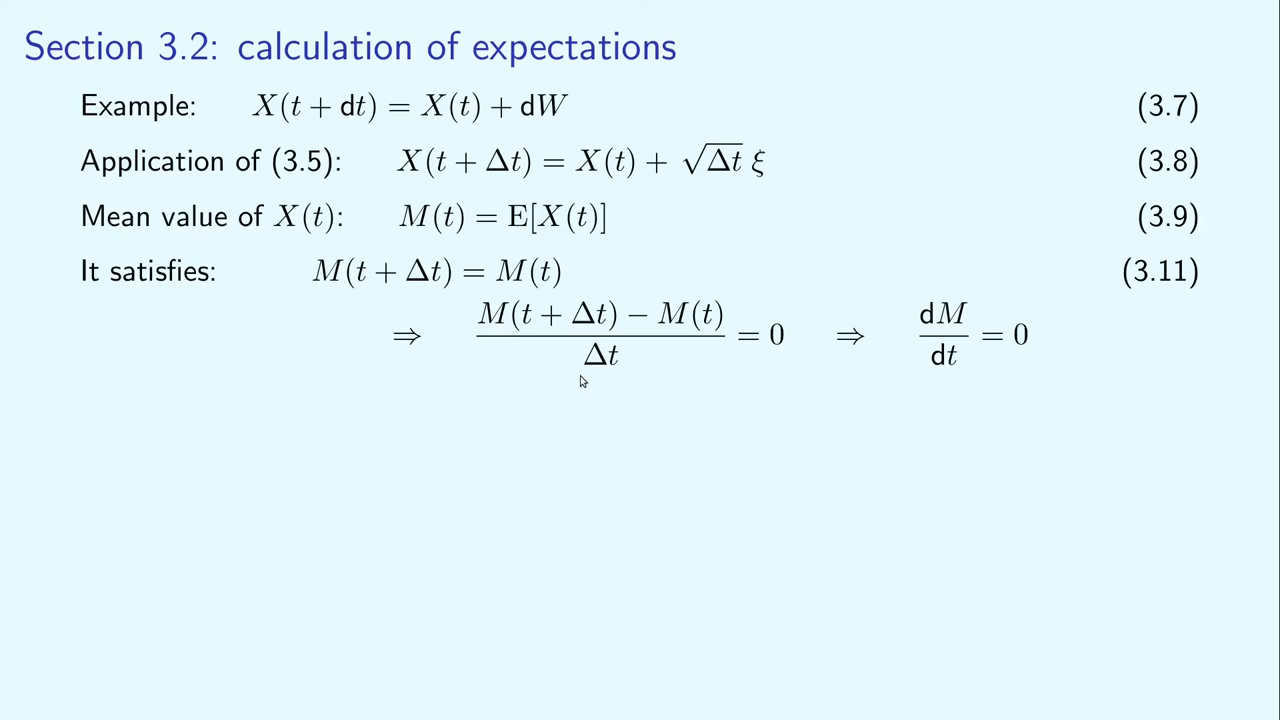 Section 3.2: calculation of expectations
Example: X(t + dt) = X(t) + dW (3.7)
Application of (3.5): X(t + Δt) = X(t) + √Δt ξ (3.8)
Mean value of X(t): M(t) = E[X(t)] (3.9)
It satisfies: M(t + Δt) = M(t) (3.11)
⇒ (M(t + Δt) − M(t))/Δt = 0 ⇒ dM/dt = 0